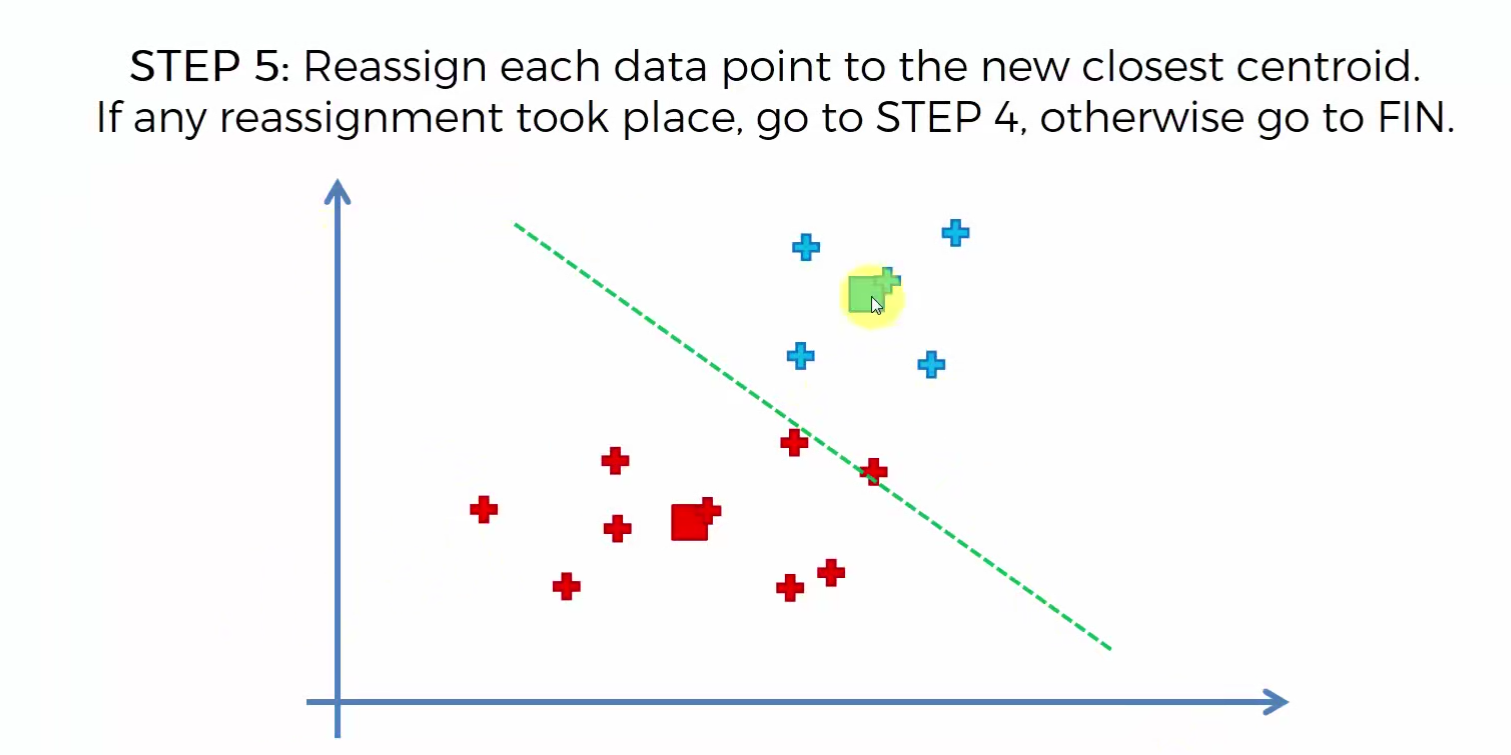 STEP 5: Reassign each data point to the new closest centroid.
If any reassignment took place, go to STEP 4, otherwise go to FIN.